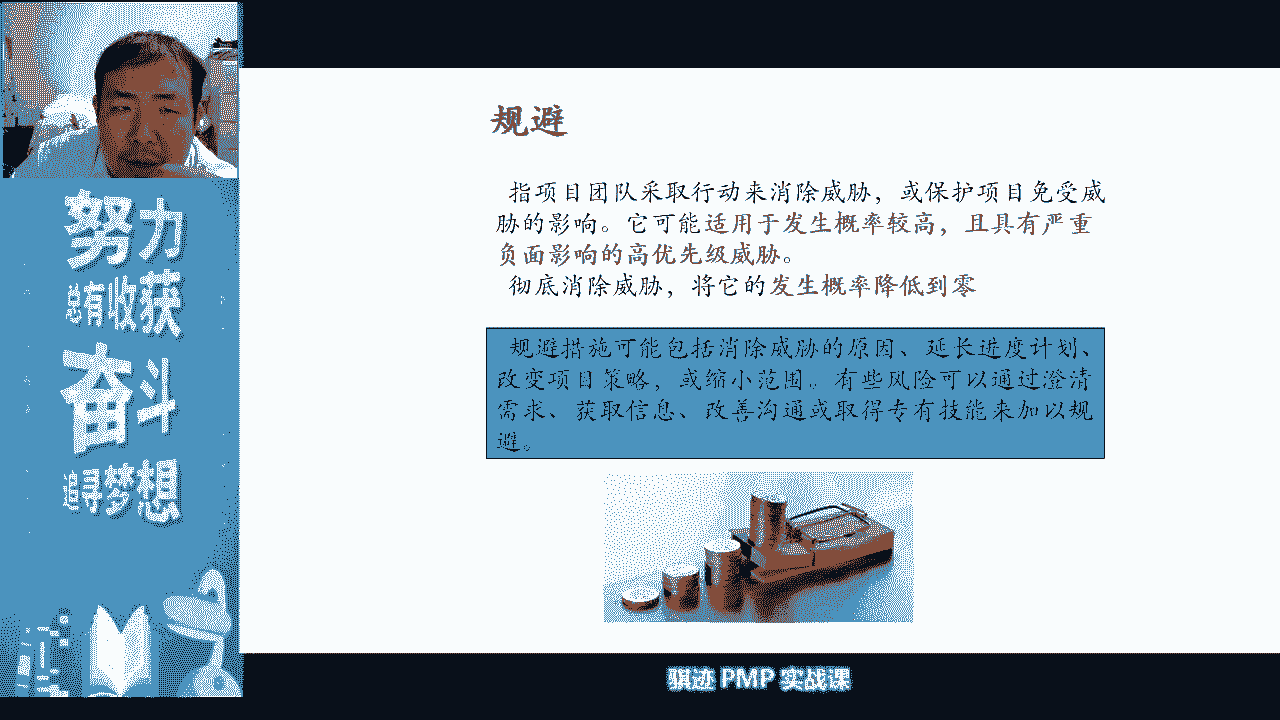 规避
指项目团队采取行动来消除威胁，或保护项目免受威
胁的影响。它可能适用于发生概率较高，且具有严重
负面影响的高优先级威胁。
彻底消除威胁，将它的发生概率降低到零
规避措施可能包括消除威胁的原因、延长进度计划、
改变项目策略，或缩小范围。有些风险可以通过澄清
需求、获取信息、改善沟通或取得专有技能来加以规
避。
努力
总有收获
奋斗
追寻梦想
骐迹 PMP 实战课